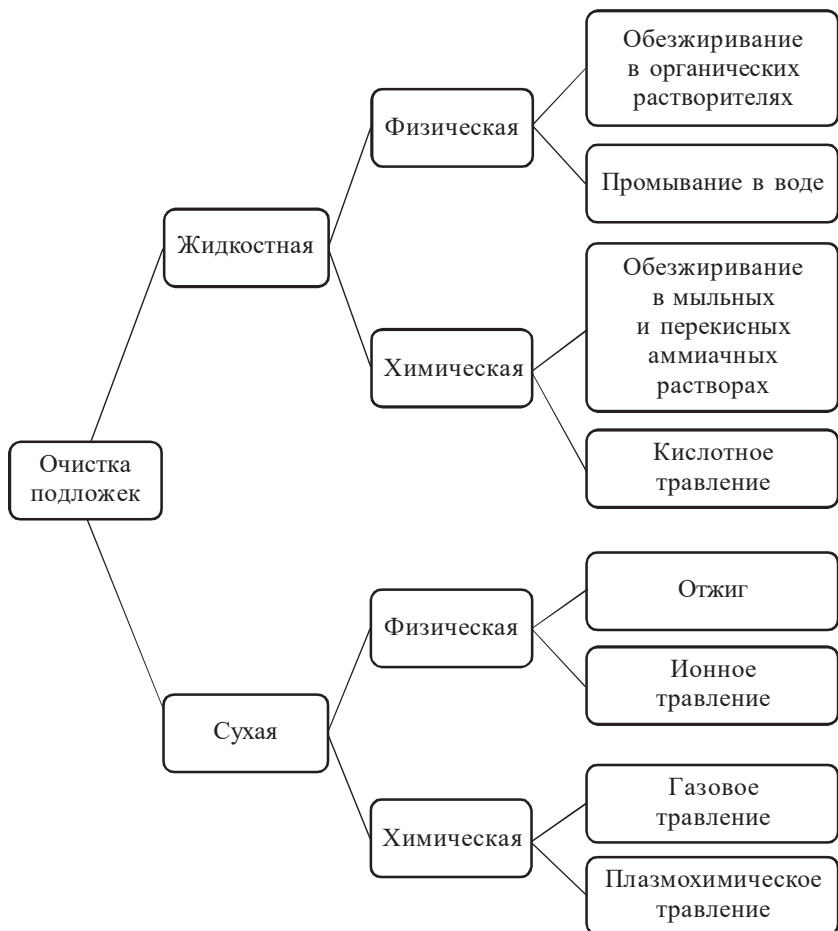 Обезжиривание
в органических
растворителях
Физическая
Промывание в воде
Жидкостная
Обезжиривание
в мыльных
и перекисных
аммиачных
растворах
Химическая
Кислотное
травление
Очистка
подложек
Отжиг
Физическая
Ионное
травление
Сухая
Газовое
травление
Химическая
Плазмохимическое
травление